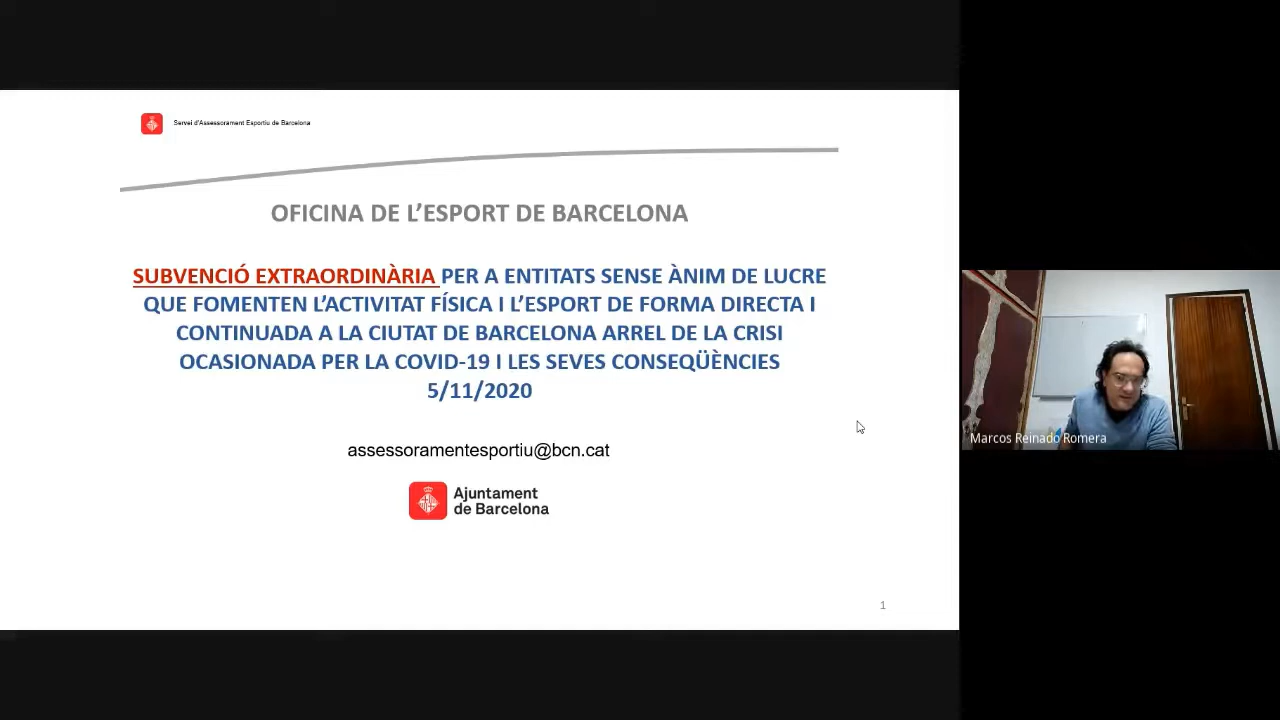 Servei d'Assessorament Esportiu de Barcelona
OFICINA DE L'ESPORT DE BARCELONA
SUBVENCIÓ EXTRAORDINÀRIA PER A ENTITATS SENSE ÀNIM DE LUCRE
QUE FOMENTEN L'ACTIVITAT FÍSICA I L'ESPORT DE FORMA DIRECTA I
CONTINUADA A LA CIUTAT DE BARCELONA ARREL DE LA CRISI
OCASIONADA PER LA COVID-19 I LES SEVES CONSEQÜÈNCIES
5/11/2020
assessoramentesportiu@bcn.cat
Ajuntament
de Barcelona
1
Marcos Reinado Romera